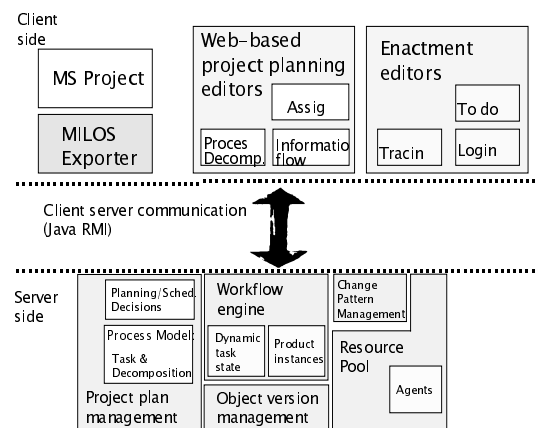 Client
side
MS Project
MILOS
Exporter
Web-based
project planning
editors
Assig
Proces
Decomp.
Informatio
flow
Enactment
editors
To do
Tracin
Login
Client server communication
(Java RMI)
Server
side
Planning/Sched.
Decisions
Process Model:
Task &
Decomposition
Project plan
management
Workflow
engine
Dynamic
task
state
Product
instances
Object version
management
Change
Pattern
Management
Resource
Pool
Agents